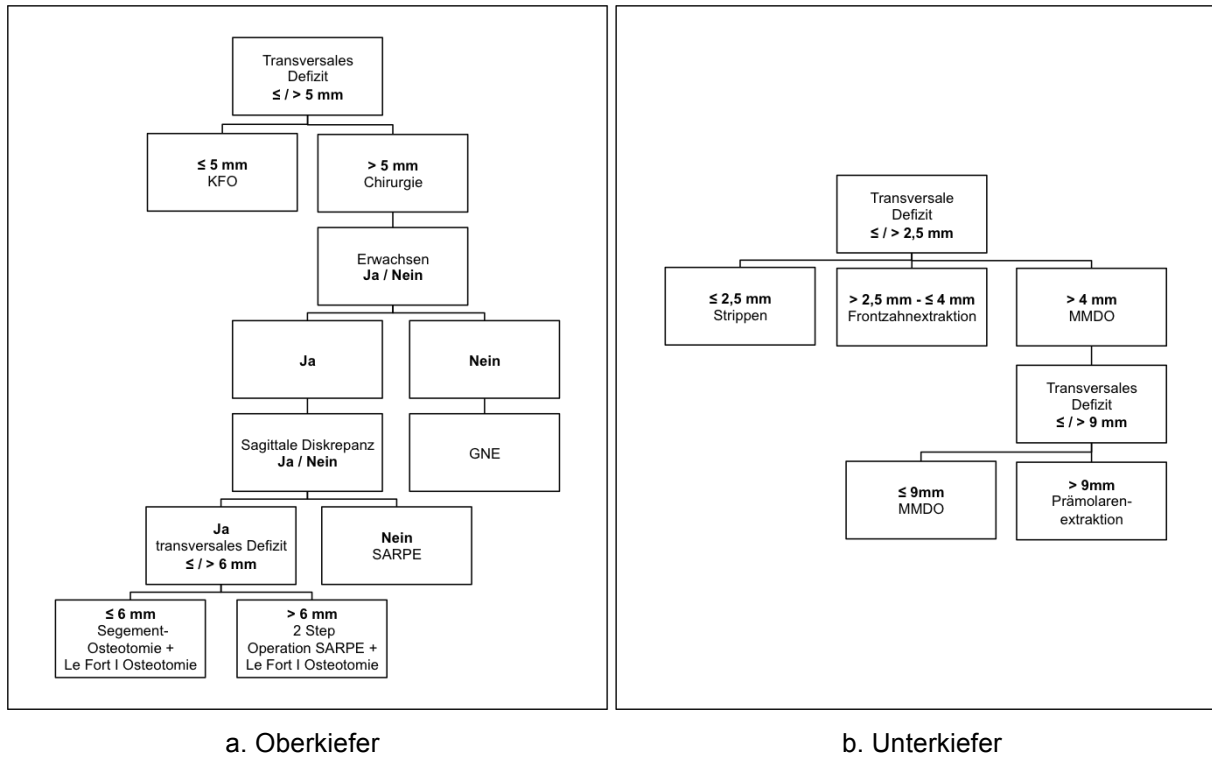 Transversales
Defizit
≤ / > 5 mm
≤ 5 mm
KFO
> 5 mm
Chirurgie
Erwachsen
Ja / Nein
Ja
Nein
Sagittale Diskrepanz
Ja / Nein
GNE
Ja
transversales Defizit
≤ / > 6 mm
Nein
SARPE
≤ 6 mm
Segement-
Osteotomie +
Le Fort I Osteotomie
> 6 mm
2 Step
Operation SARPE +
Le Fort I Osteotomie
a. Oberkiefer
Transversale
Defizit
≤ / > 2,5 mm
≤ 2,5 mm
Strippen
> 2,5 mm - ≤ 4 mm
Frontzahnextraktion
> 4 mm
MMDO
Transversales
Defizit
≤ / > 9 mm
≤ 9mm
MMDO
> 9mm
Prämolaren-
extraktion
b. Unterkiefer